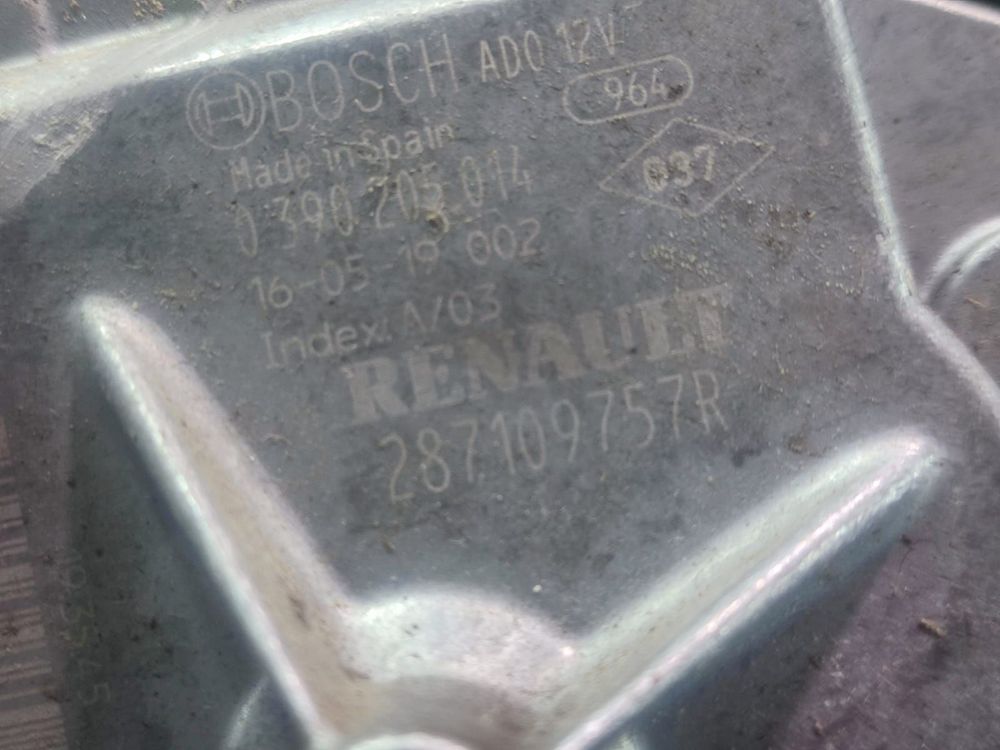 BOSCH ADO 12V
964
Made in Spain
037
0 390 205 014
16-05-19 002
Index: A/03
RENAULT
287109757R